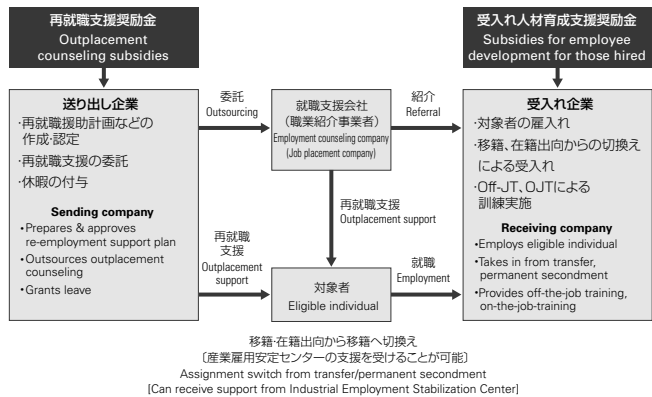 再就職支援奨励金
Outplacement
counseling subsidies
受入れ人材育成支援奨励金
Subsidies for employee
development for those hired
送り出し企業
･再就職援助計画などの
作成･認定
･再就職支援の委託
･休暇の付与
Sending company
•Prepares & approves
re-employment support plan
•Outsources outplacement
counseling
•Grants leave
委託
Outsourcing
就職支援会社
（職業紹介事業者）
Employment counseling company
(Job placement company)
紹介
Referral
再就職支援
Outplacement support
再就職
支援
Outplacement
support
対象者
Eligible individual
就職
Employment
受入れ企業
･対象者の雇入れ
･移籍、在籍出向からの切換え
による受入れ
･Off-JT、OJTによる
訓練実施
Receiving company
•Employs eligible individual
•Takes in from transfer,
permanent secondment
•Provides off-the-job training,
on-the-job-training
移籍･在籍出向から移籍へ切換え
〔産業雇用安定センターの支援を受けることが可能〕
Assignment switch from transfer/permanent secondment
[Can receive support from Industrial Employment Stabilization Center]